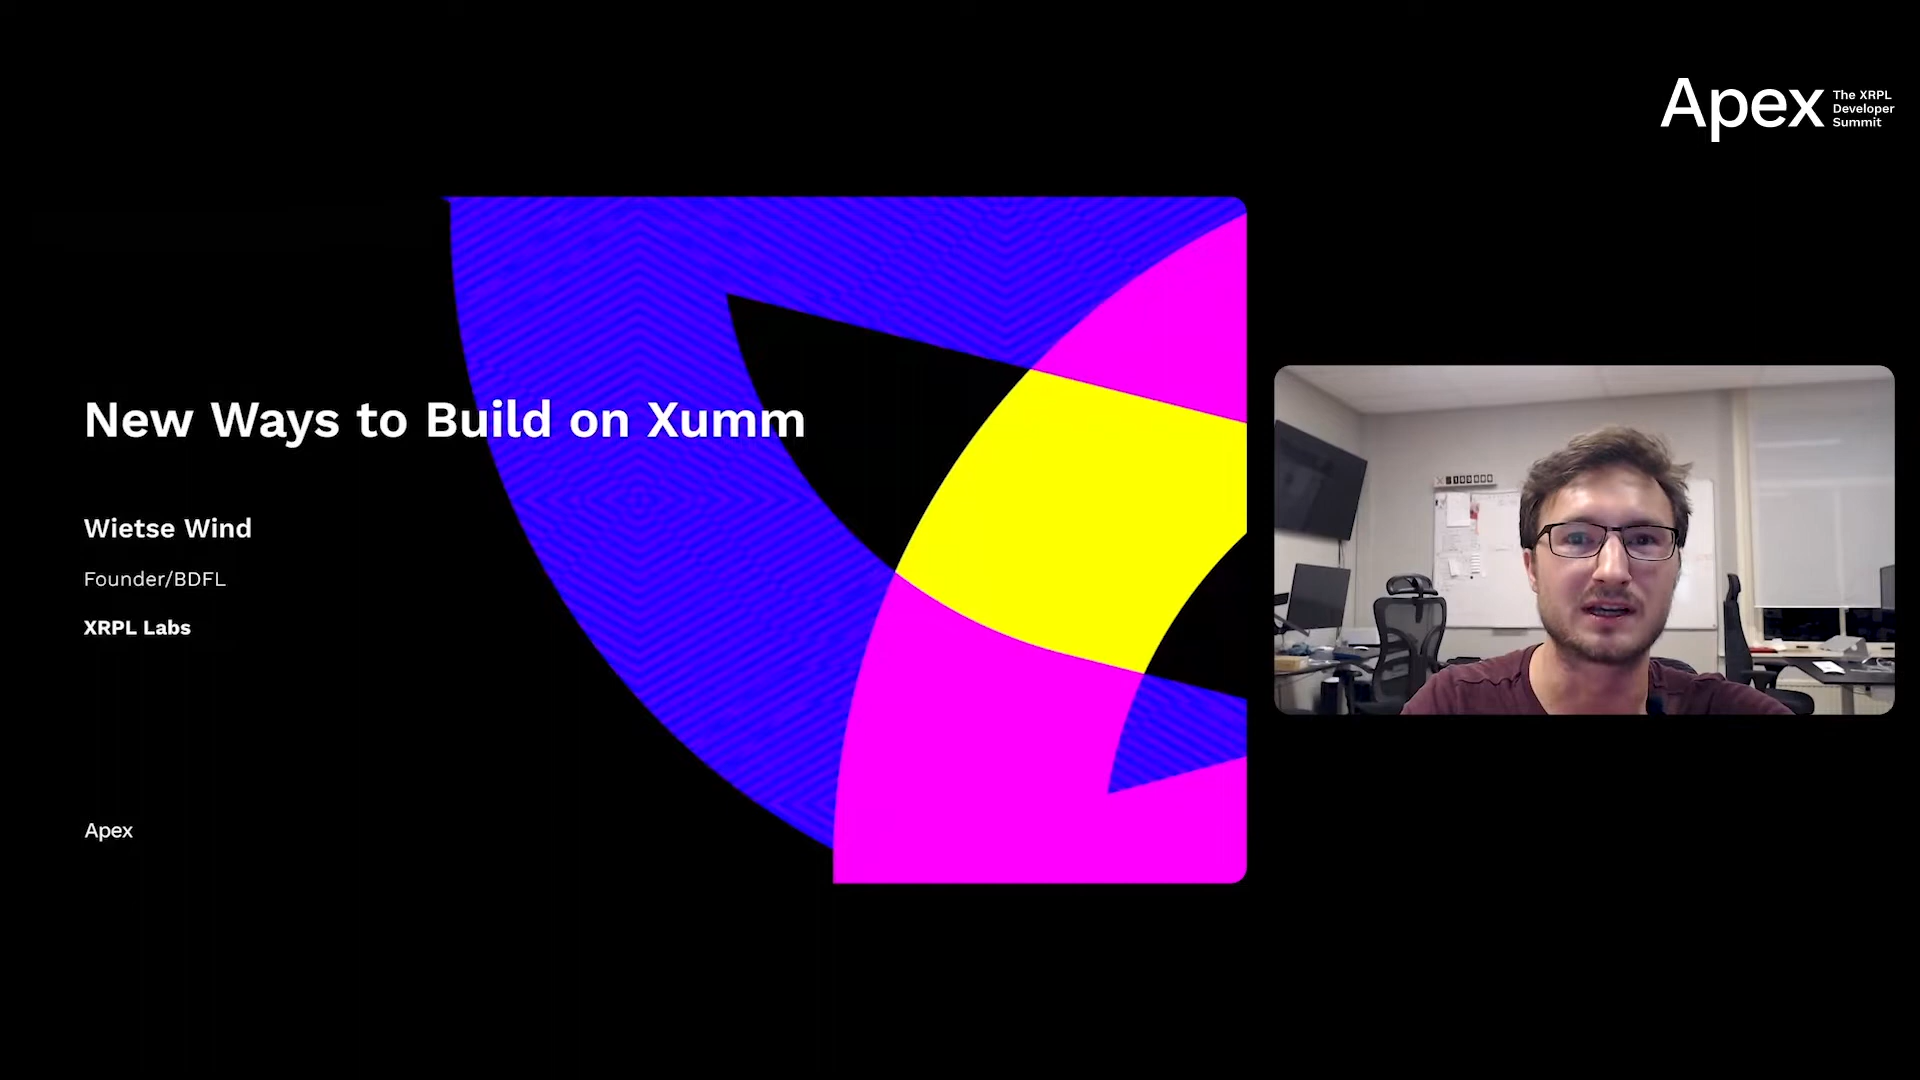 Apex
The XRPL
Developer
Summit
New Ways to Build on Xumm
Wietse Wind
Founder/BDFL
XRPL Labs
Apex